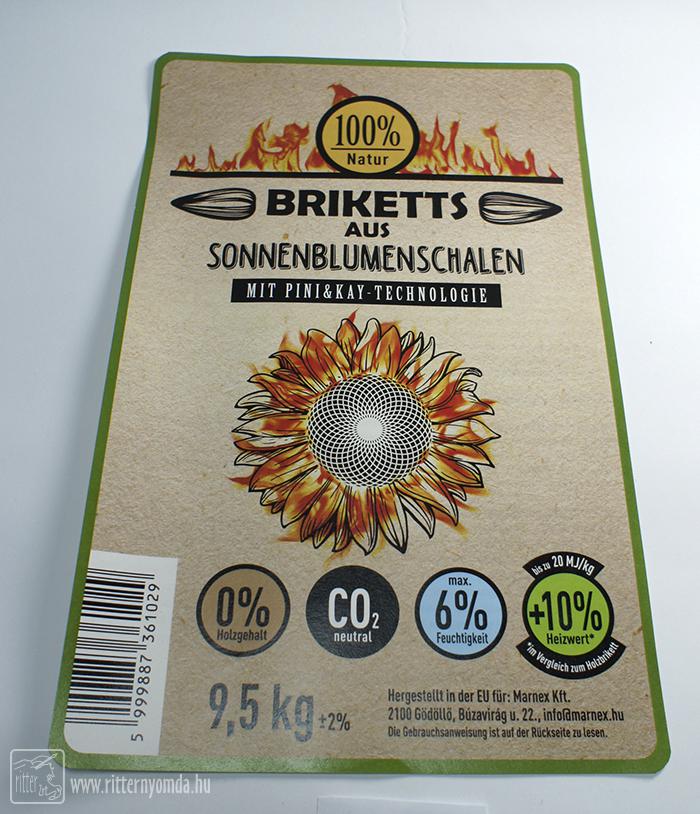 100%
Natur
BRIKETTS
AUS
SONNENBLUMENSCHALEN
MIT PINI&KAY-TECHNOLOGIE
0%
Holzgehalt
CO2
neutral
max.
6%
Feuchtigkeit
bis zu 20 MJ/kg
+10%
Heizwert*
*im Vergleich zum Holzbrikett
5 999887 361029
9,5 kg ±2%
Hergestellt in der EU für: Marnex Kft.
2100 Gödöllő, Búzavirág u. 22., info@marnex.hu
Die Gebrauchsanweisung ist auf der Rückseite zu lesen.
ritter
www.ritternyomda.hu